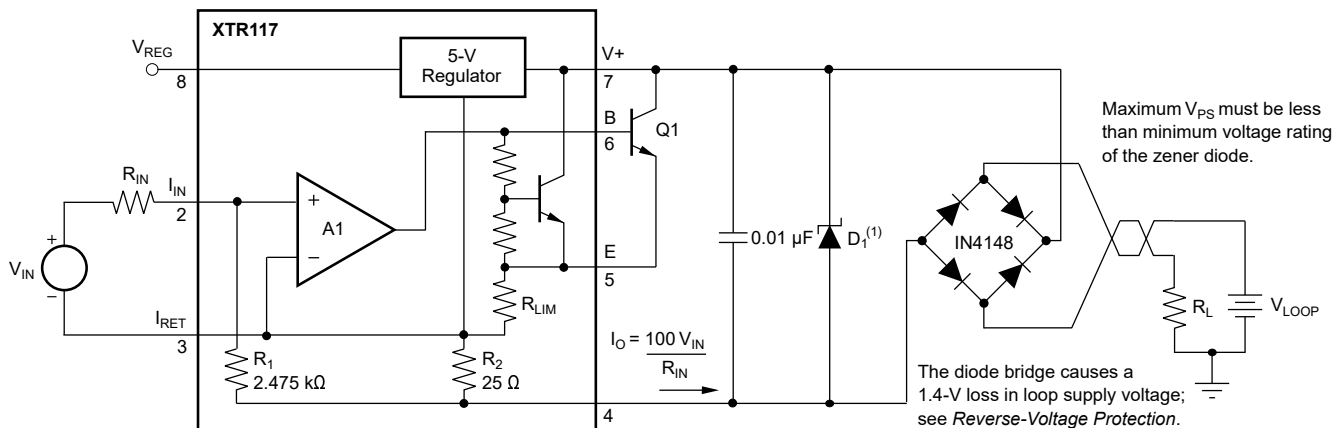 XTR117
V_REG
8
5-V
Regulator
V+
7
B
6
Q1
Maximum V_PS must be less
than minimum voltage rating
of the zener diode.
R_IN
I_IN
2
+
A1
−
V_IN
+
−
0.01 µF
D₁⁽¹⁾
IN4148
E
5
R_LIM
R_L
V_LOOP
I_RET
3
R₁
2.475 kΩ
R₂
25 Ω
I_O = 100 V_IN
R_IN
4
The diode bridge causes a
1.4-V loss in loop supply voltage;
see Reverse-Voltage Protection.